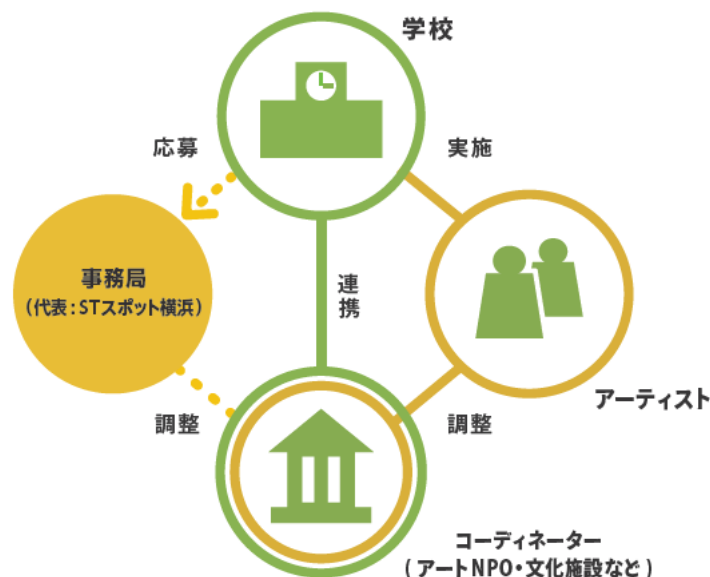 学校
応募
実施
事務局
(代表：STスポット横浜)
連携
アーティスト
調整
調整
コーディネーター
(アートNPO・文化施設など)